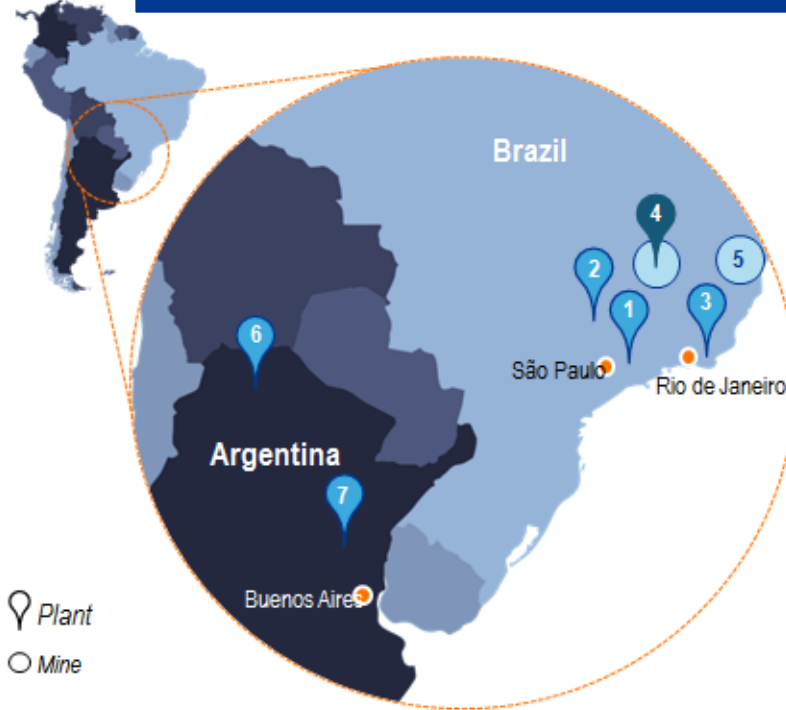 Brazil
4
5
2
1
3
São Paulo
Rio de Janeiro
6
Argentina
7
Buenos Aires
Plant
Mine